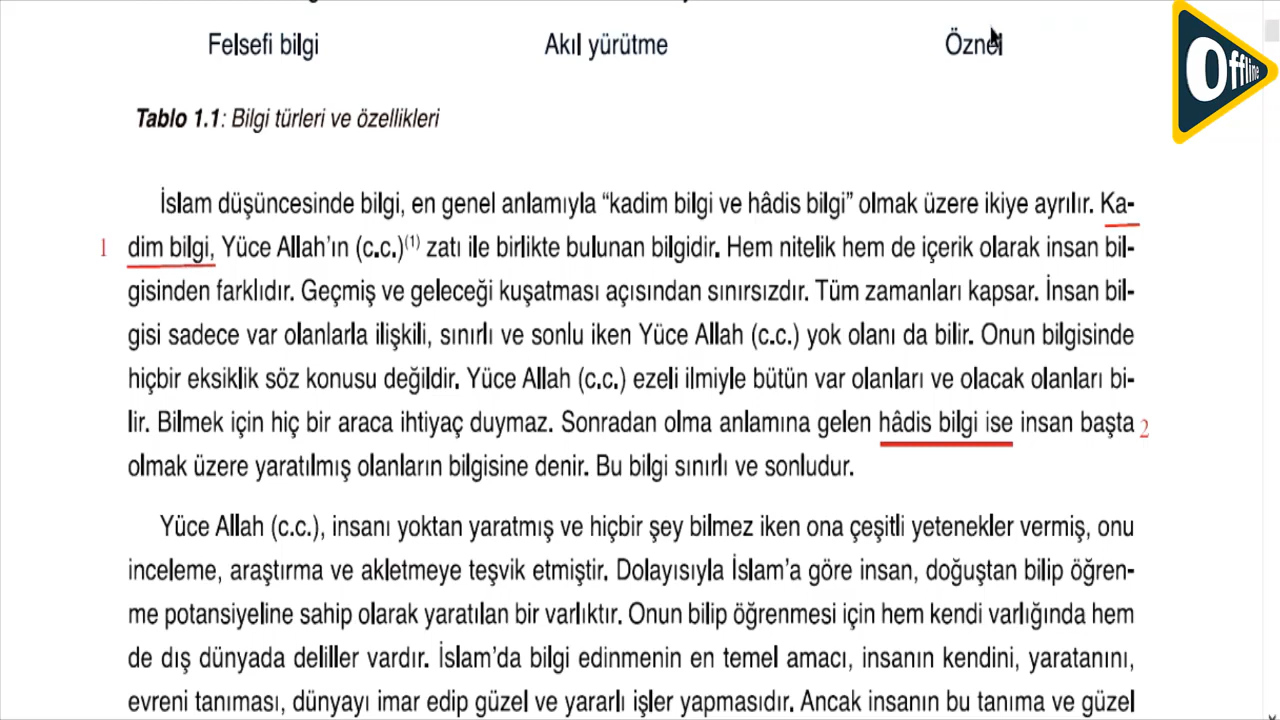 Felsefi bilgi Akıl yürütme Öznel
Offline
Tablo 1.1: Bilgi türleri ve özellikleri
İslam düşüncesinde bilgi, en genel anlamıyla “kadim bilgi ve hâdis bilgi” olmak üzere ikiye ayrılır. Ka-
1 dim bilgi, Yüce Allah’ın (c.c.)(1) zatı ile birlikte bulunan bilgidir. Hem nitelik hem de içerik olarak insan bil-
gisinden farklıdır. Geçmiş ve geleceği kuşatması açısından sınırsızdır. Tüm zamanları kapsar. İnsan bil-
gisi sadece var olanlarla ilişkili, sınırlı ve sonlu iken Yüce Allah (c.c.) yok olanı da bilir. Onun bilgisinde
hiçbir eksiklik söz konusu değildir. Yüce Allah (c.c.) ezeli ilmiyle bütün var olanları ve olacak olanları bi-
lir. Bilmek için hiç bir araca ihtiyaç duymaz. Sonradan olma anlamına gelen hâdis bilgi ise insan başta 2
olmak üzere yaratılmış olanların bilgisine denir. Bu bilgi sınırlı ve sonludur.
Yüce Allah (c.c.), insanı yoktan yaratmış ve hiçbir şey bilmez iken ona çeşitli yetenekler vermiş, onu
inceleme, araştırma ve akletmeye teşvik etmiştir. Dolayısıyla İslam’a göre insan, doğuştan bilip öğren-
me potansiyeline sahip olarak yaratılan bir varlıktır. Onun bilip öğrenmesi için hem kendi varlığında hem
de dış dünyada deliller vardır. İslam’da bilgi edinmenin en temel amacı, insanın kendini, yaratanını,
evreni tanıması, dünyayı imar edip güzel ve yararlı işler yapmasıdır. Ancak insanın bu tanıma ve güzel